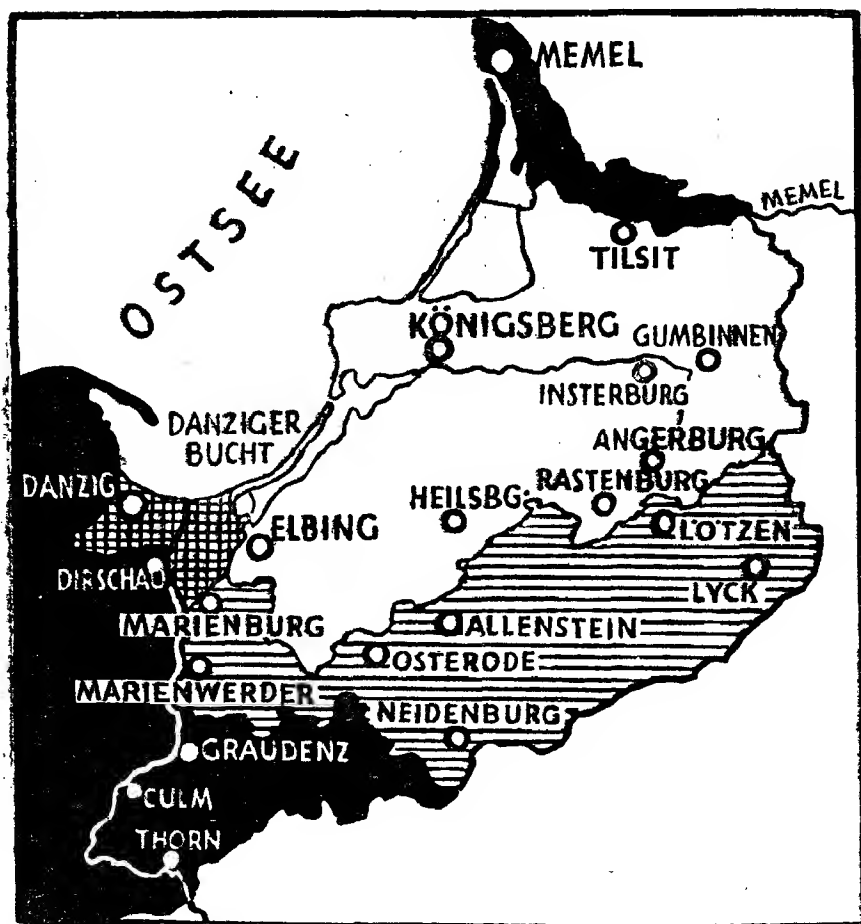 MEMEL
OSTSEE
MEMEL
TILSIT
KÖNIGSBERG
GUMBINNEN
INSTERBURG
DANZIGER
BUCHT
ANGERBURG
RASTENBURG
DANZIG
HEILSBG.
ELBING
LÖTZEN
DIRSCHAU
LYCK
MARIENBURG
ALLENSTEIN
OSTERODE
MARIENWERDER
NEIDENBURG
GRAUDENZ
CULM
THORN